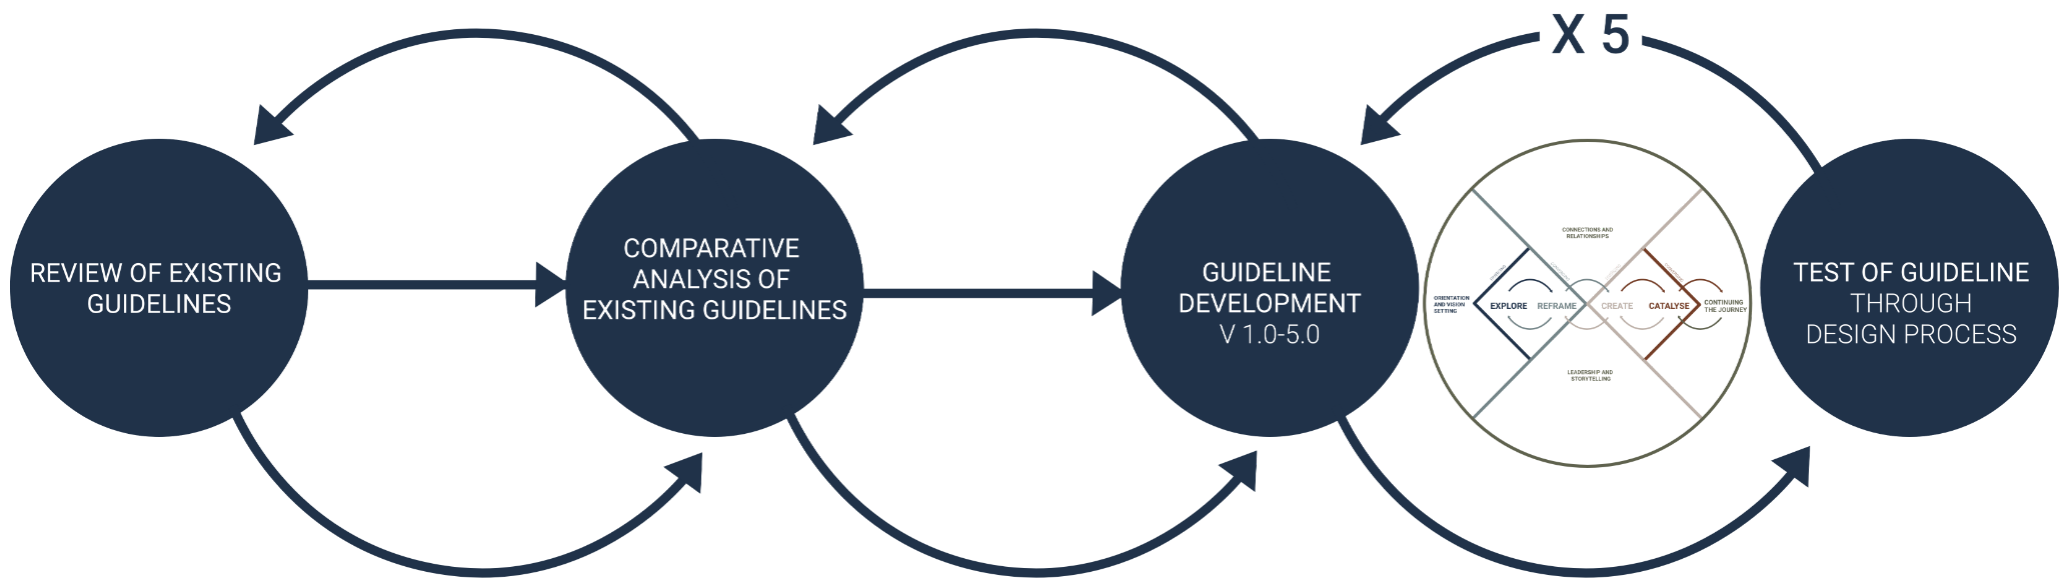 X 5
REVIEW OF EXISTING
GUIDELINES
COMPARATIVE
ANALYSIS OF
EXISTING GUIDELINES
GUIDELINE
DEVELOPMENT
V 1.0-5.0
CONNECTIONS AND
RELATIONSHIPS
ORIENTATION
AND VISION
SETTING
EXPLORE
REFRAME
CREATE
CATALYSE
CONTINUING
THE JOURNEY
LEADERSHIP AND
STORYTELLING
TEST OF GUIDELINE
THROUGH
DESIGN PROCESS